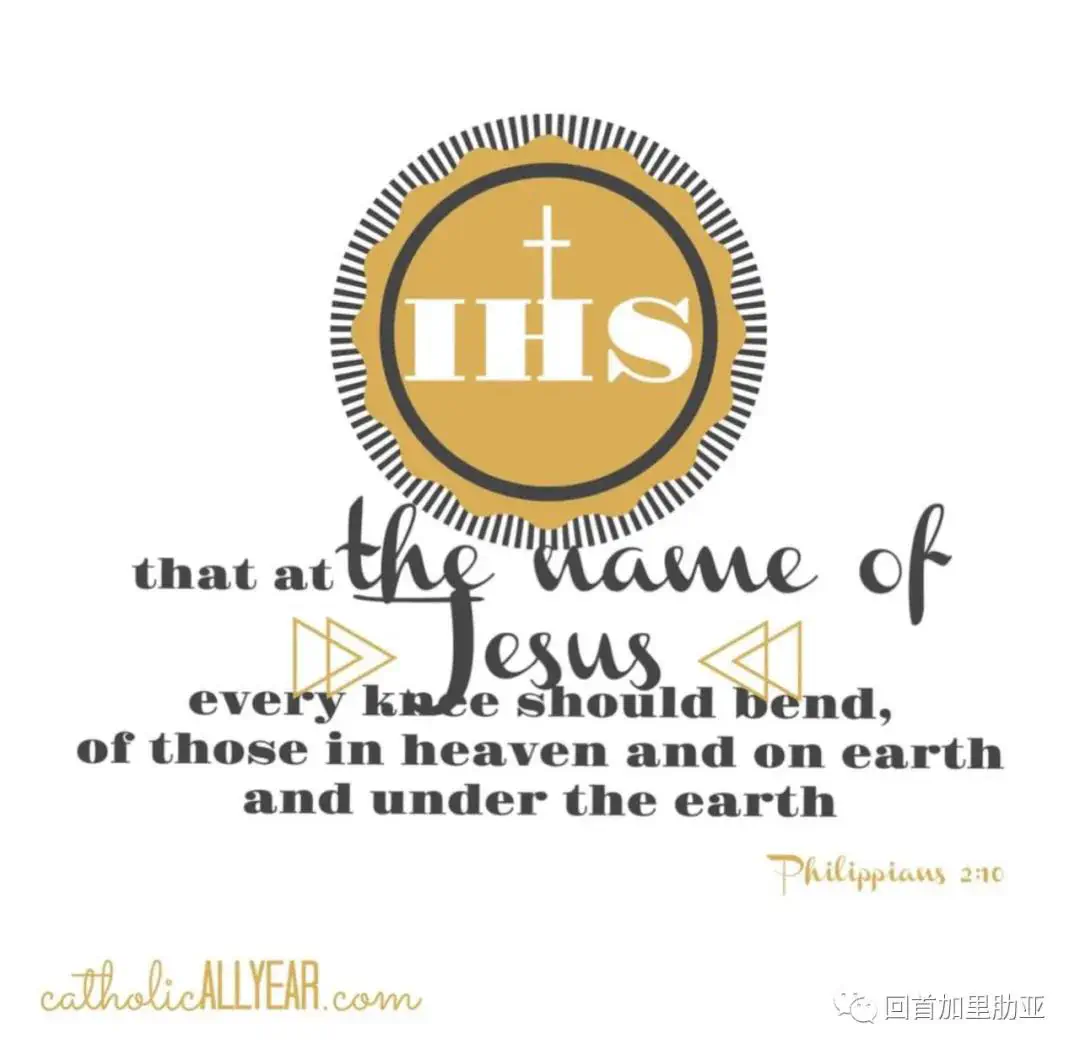 IHS
that at the name of
Jesus
every knee should bend,
of those in heaven and on earth
and under the earth
Philippians 2:10
catholicALLYEAR.com
回首加里肋亚